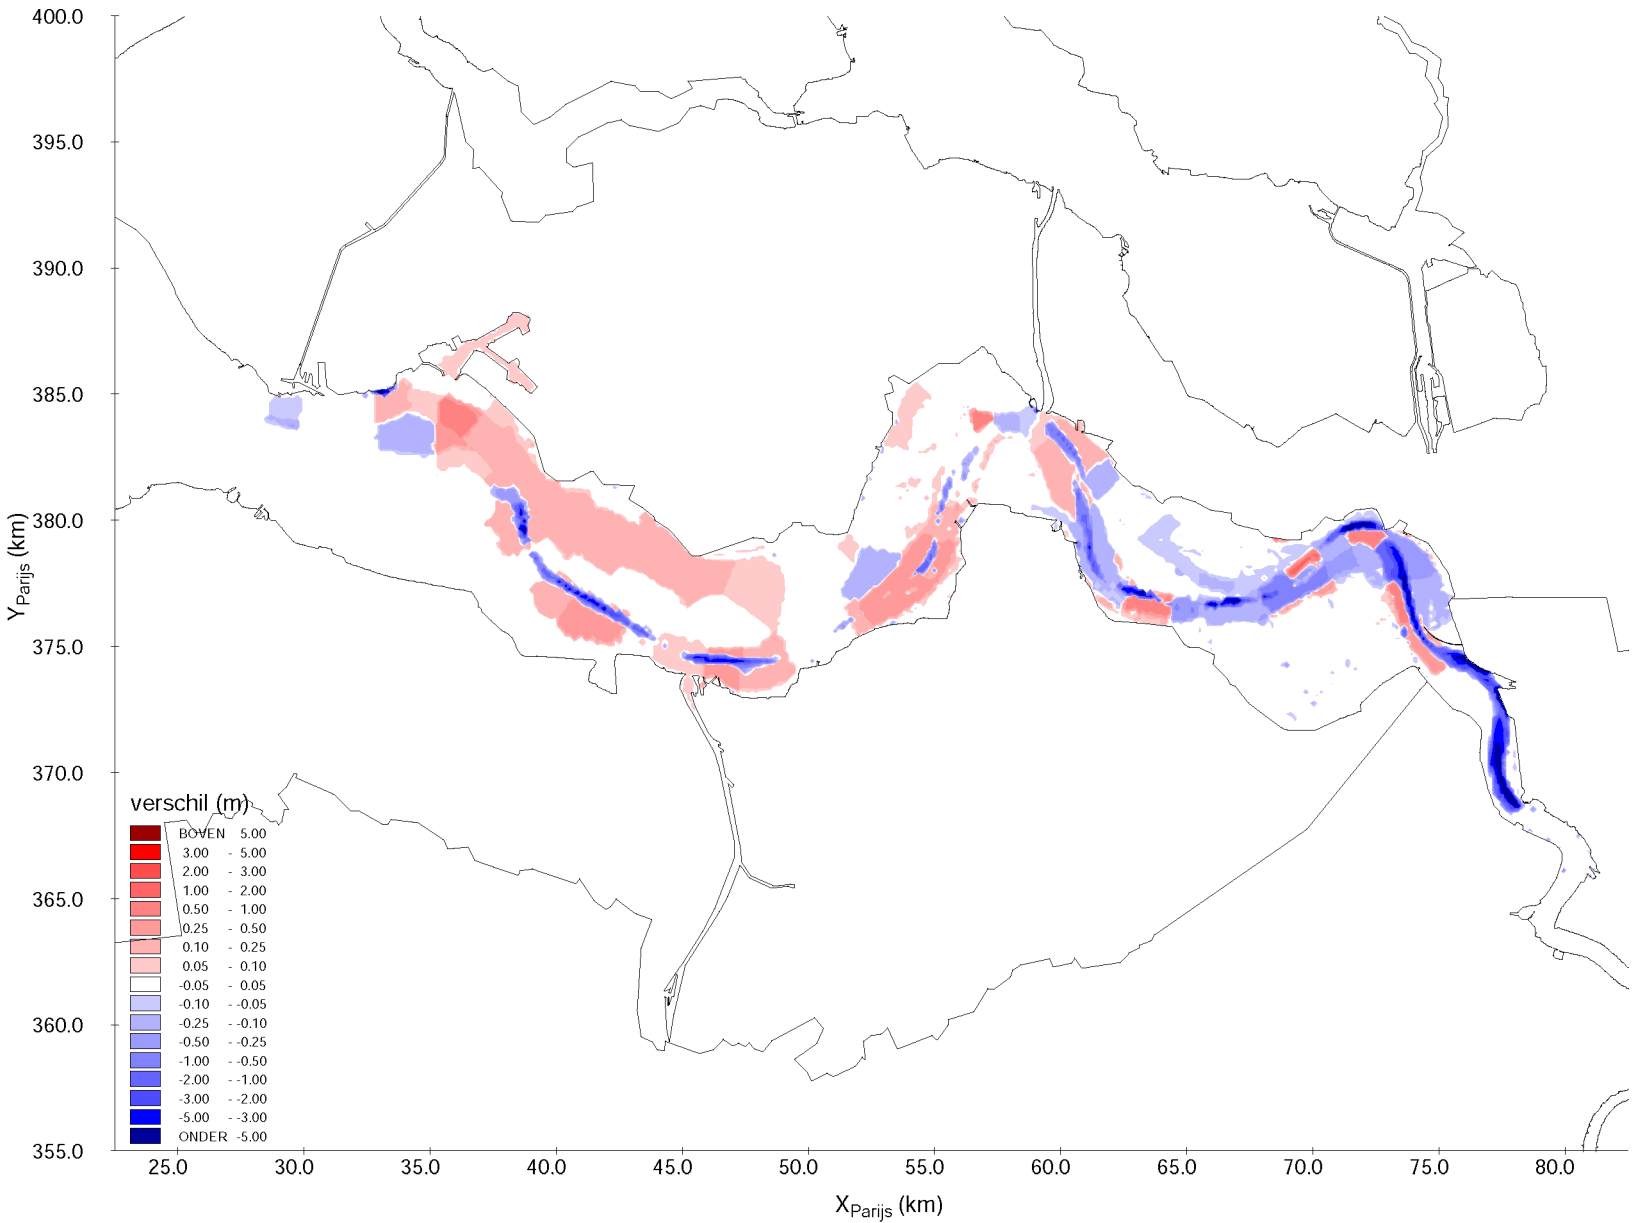 400.0
395.0
390.0
385.0
380.0
375.0
370.0
365.0
360.0
355.0
Y Parijs (km)
verschil (m)
BOVEN 5.00
3.00 - 5.00
2.00 - 3.00
1.00 - 2.00
0.50 - 1.00
0.25 - 0.50
0.10 - 0.25
0.05 - 0.10
-0.05 - 0.05
-0.10 - -0.05
-0.25 - -0.10
-0.50 - -0.25
-1.00 - -0.50
-2.00 - -1.00
-3.00 - -2.00
-5.00 - -3.00
ONDER -5.00
25.0 30.0 35.0 40.0 45.0 50.0 55.0 60.0 65.0 70.0 75.0 80.0
X Parijs (km)